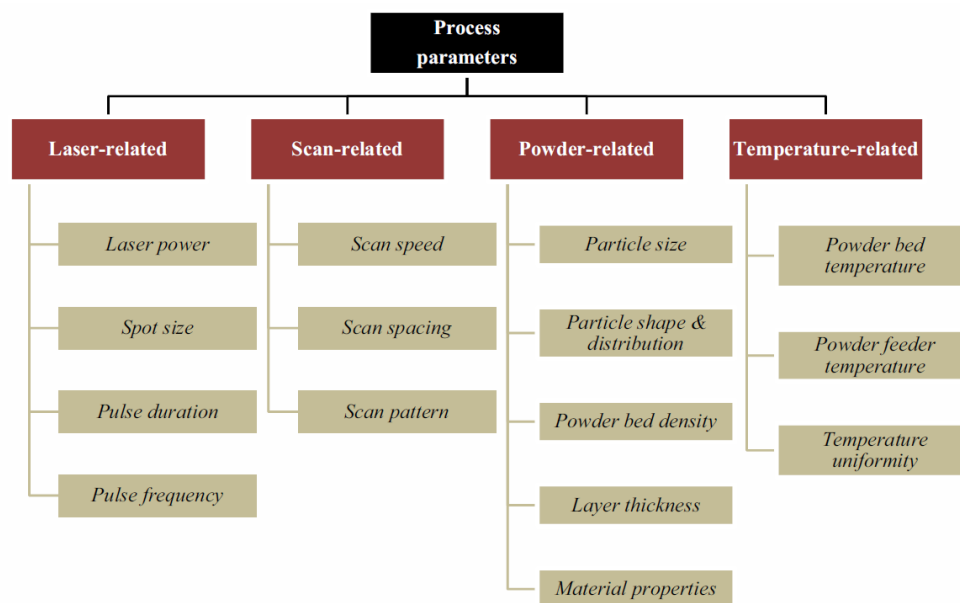 Process
parameters
Laser-related
Scan-related
Powder-related
Temperature-related
Laser power
Spot size
Pulse duration
Pulse frequency
Scan speed
Scan spacing
Scan pattern
Particle size
Particle shape &
distribution
Powder bed density
Layer thickness
Material properties
Powder bed
temperature
Powder feeder
temperature
Temperature
uniformity